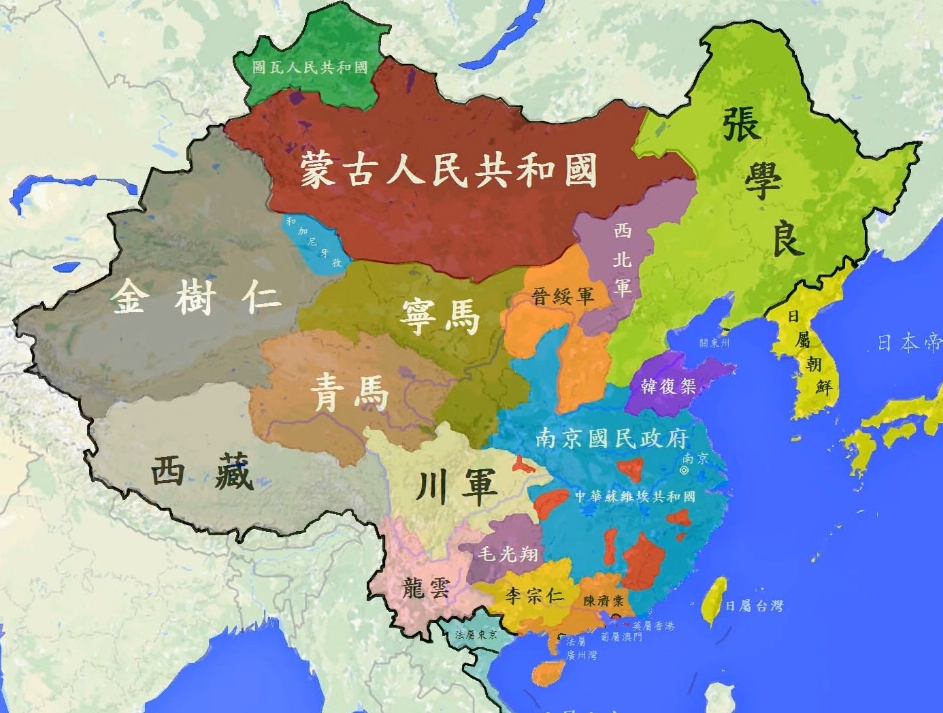 圖瓦人民共和國
蒙古人民共和國
張學良
和加尼牙孜
西北軍
金樹仁
晉綏軍
寧馬
日屬朝鮮
關東州
日本帝
青馬
韓復榘
南京國民政府
南京
西藏
川軍
中華蘇維埃共和國
毛光翔
龍雲
李宗仁
陳濟棠
日屬台灣
英屬香港
葡屬澳門
法屬東京
法屬
廣州灣